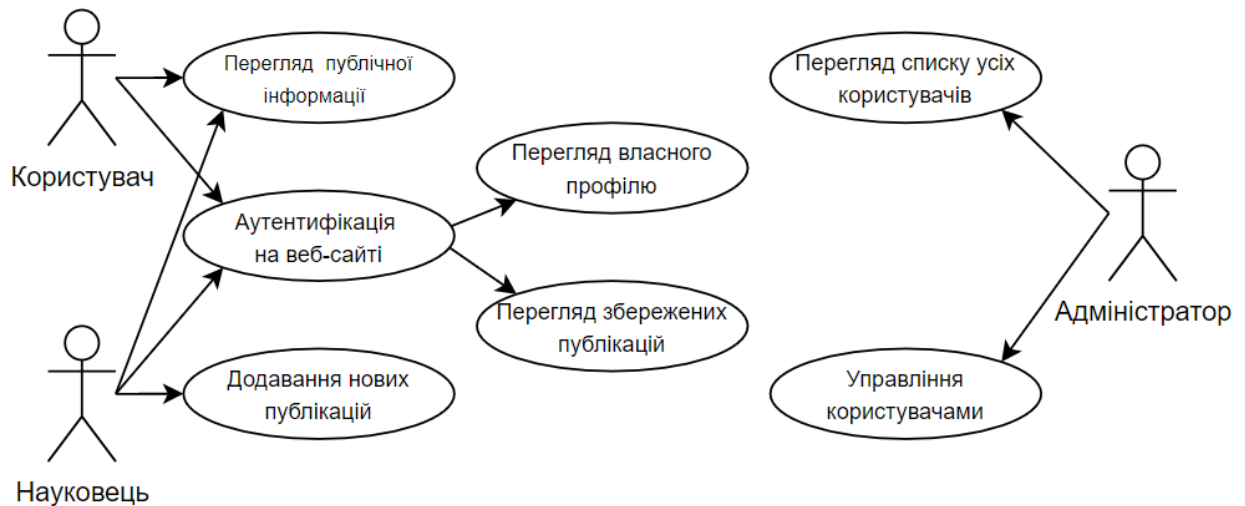 Перегляд публічної
інформації
Користувач
Перегляд списку усіх
користувачів
Перегляд власного
профілю
Аутентифікація
на веб-сайті
Перегляд збережених
публікацій
Адміністратор
Додавання нових
публікацій
Управління
користувачами
Науковець